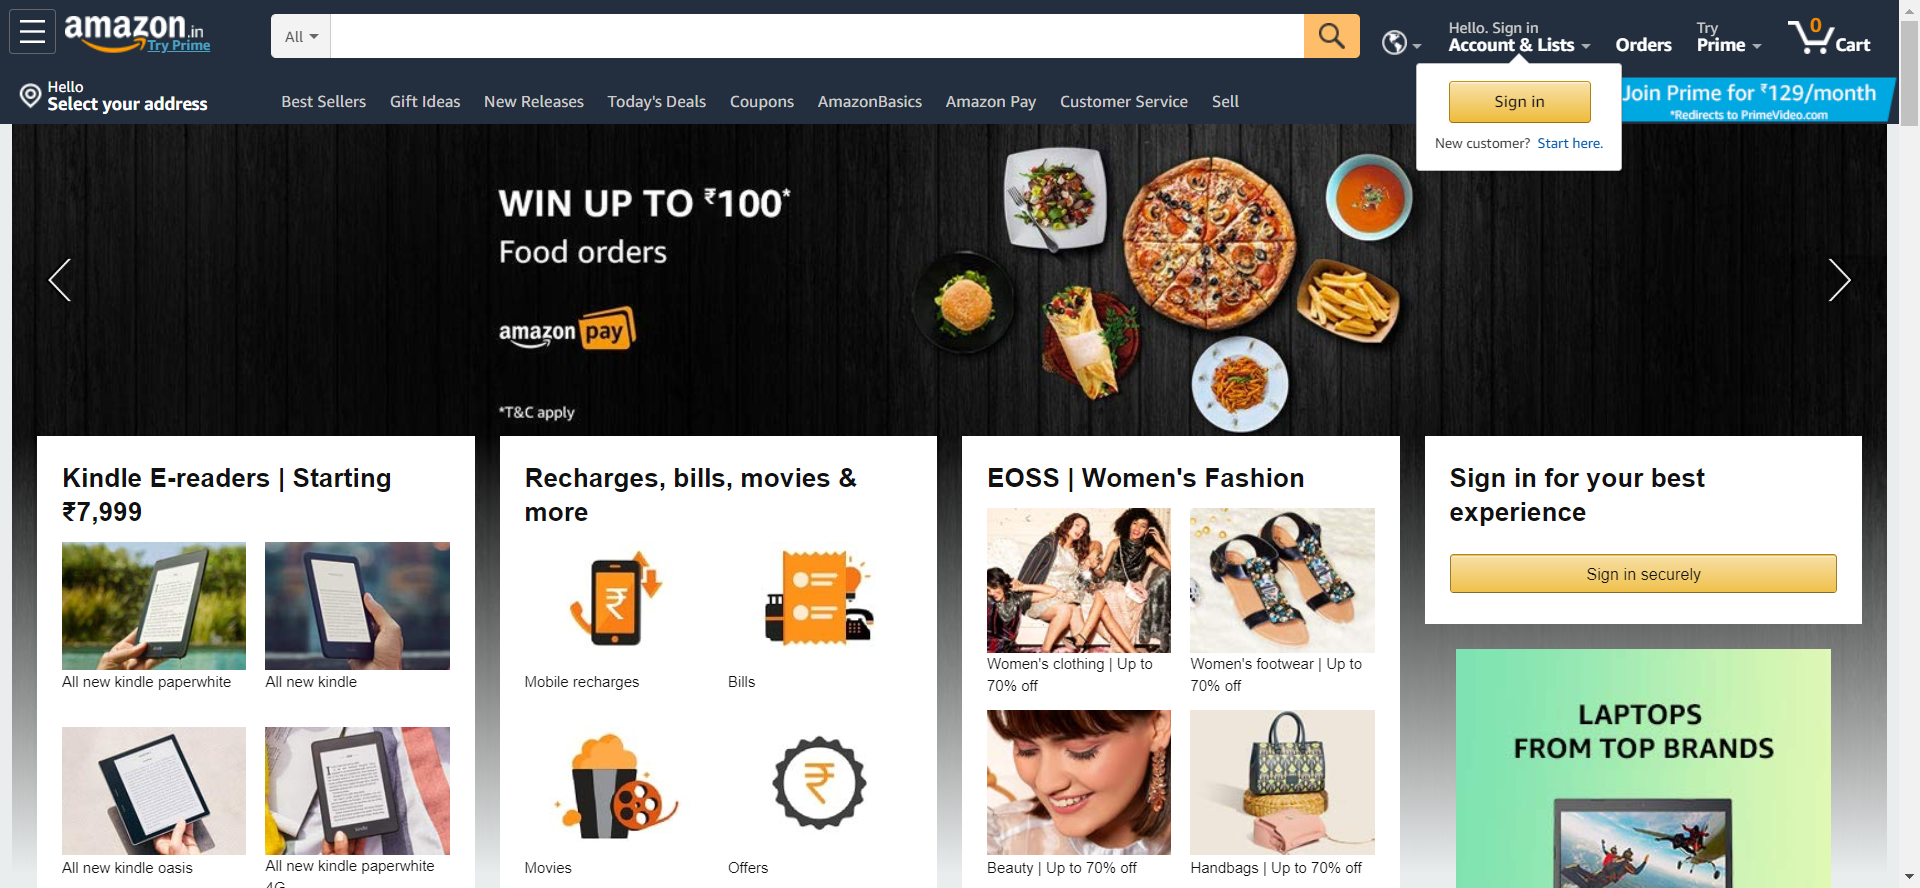 amazon.in
Try Prime
All
Hello. Sign in
Account & Lists
Orders
Try
Prime
0
Cart
Hello
Select your address
Best Sellers
Gift Ideas
New Releases
Today's Deals
Coupons
AmazonBasics
Amazon Pay
Customer Service
Sell
Sign in
New customer? Start here.
Join Prime for ₹129/month
*Redirects to PrimeVideo.com
WIN UP TO ₹100*
Food orders
amazon pay
*T&C apply
Kindle E-readers | Starting
₹7,999
All new kindle paperwhite
All new kindle
All new kindle oasis
All new kindle paperwhite
4G
Recharges, bills, movies &
more
Mobile recharges
Bills
Movies
Offers
EOSS | Women's Fashion
Women's clothing | Up to
70% off
Women's footwear | Up to
70% off
Beauty | Up to 70% off
Handbags | Up to 70% off
Sign in for your best
experience
Sign in securely
LAPTOPS
FROM TOP BRANDS